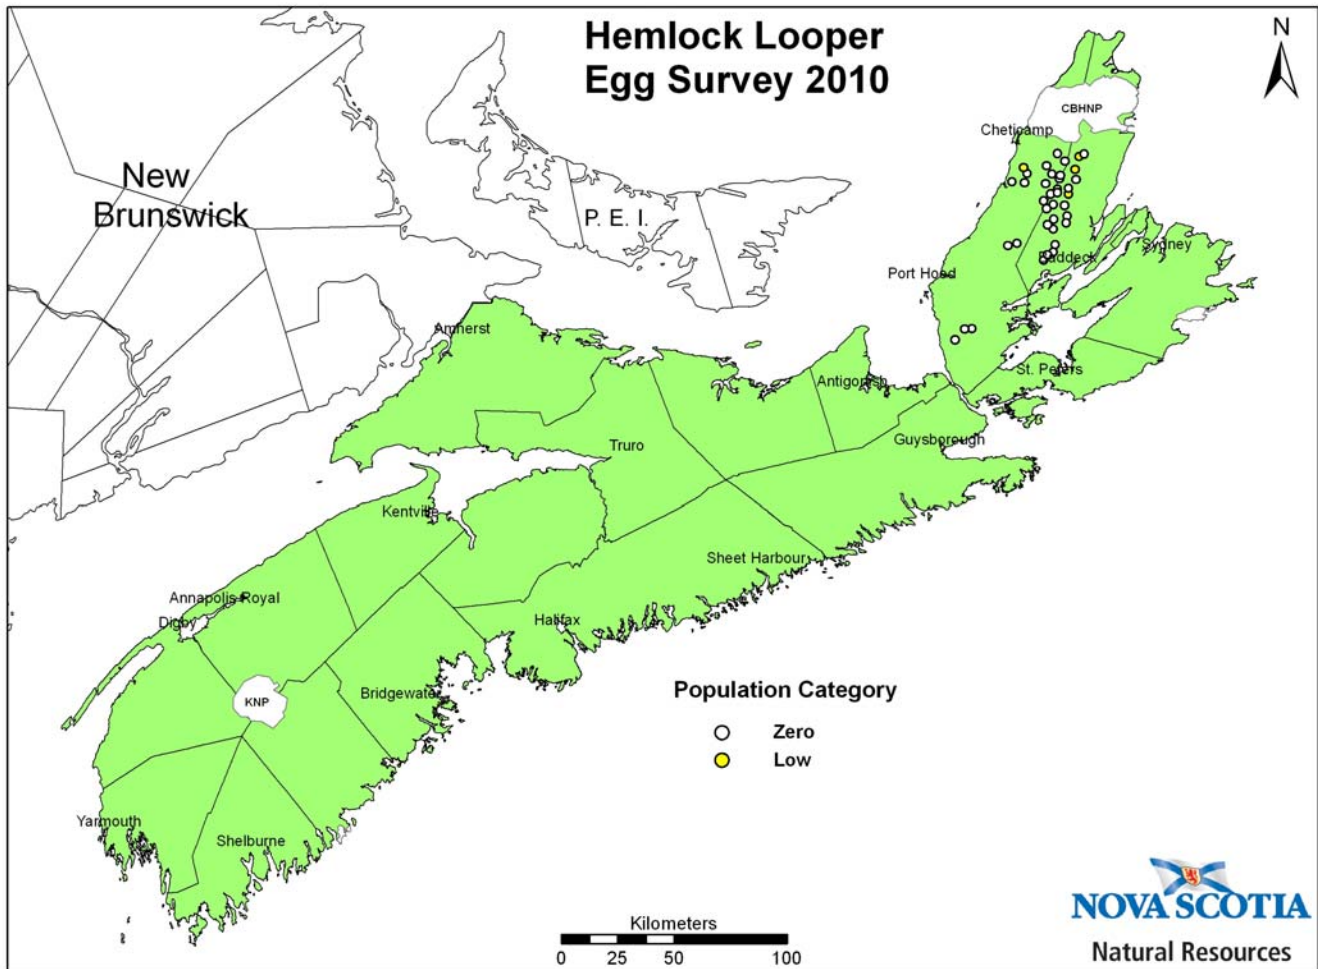 Hemlock Looper
Egg Survey 2010
N
CBHNP
Cheticamp
New
Brunswick
P. E. I.
Sydney
Baddeck
Port Hood
Amherst
St. Peters
Antigonish
Guysborough
Truro
Kentville
Sheet Harbour
Annapolis Royal
Digby
Halifax
KNP
Bridgewater
Population Category
Zero
Low
Yarmouth
Shelburne
Kilometers
0 25 50 100
NOVA SCOTIA
Natural Resources